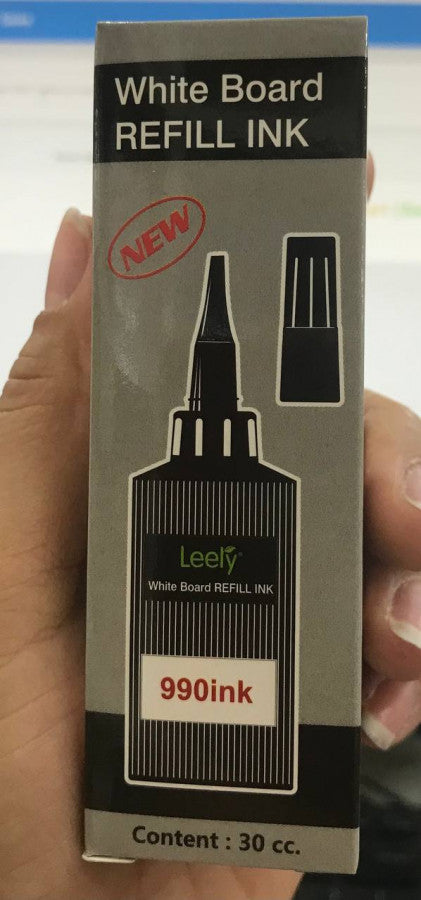 White Board
REFILL INK
NEW
Leely
White Board REFILL INK
990ink
Content : 30 cc.